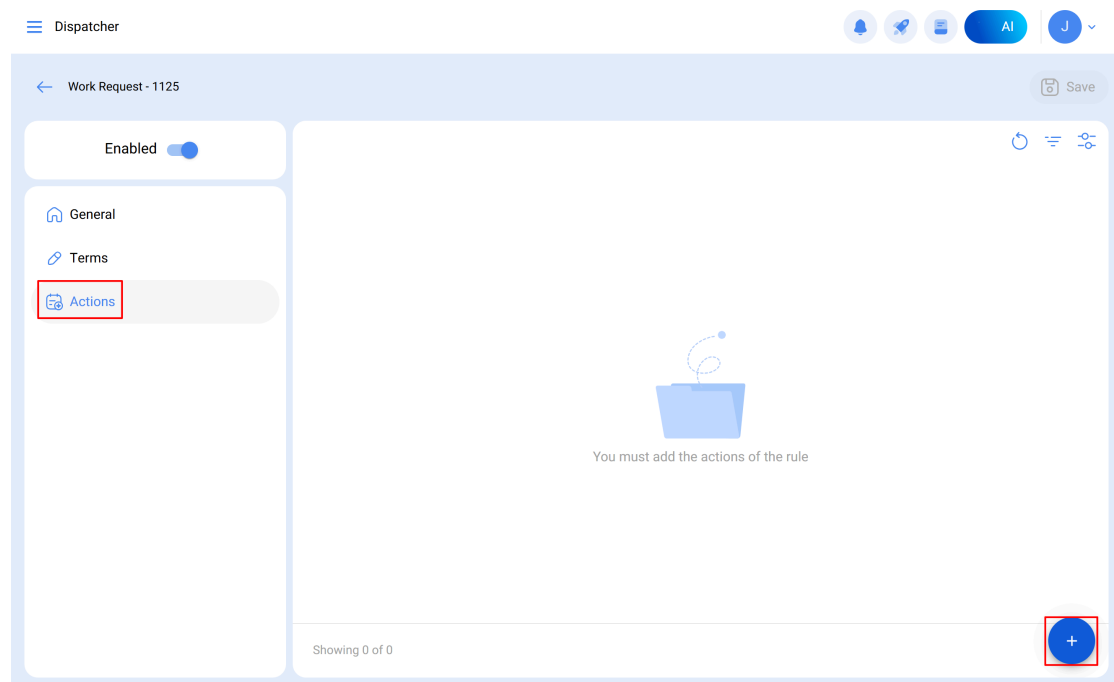 Dispatcher
AI
J
Work Request - 1125
Save
Enabled
General
Terms
Actions
You must add the actions of the rule
Showing 0 of 0
+